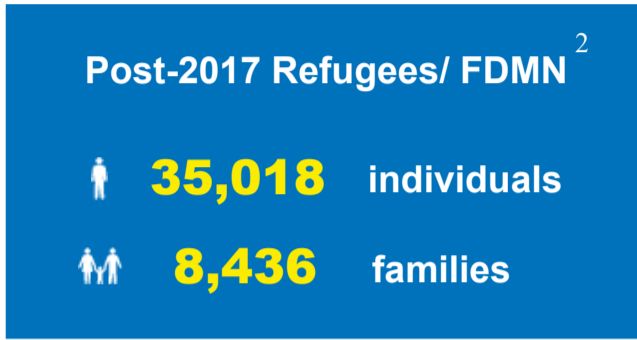 Post-2017 Refugees/ FDMN 2
35,018 individuals
8,436 families